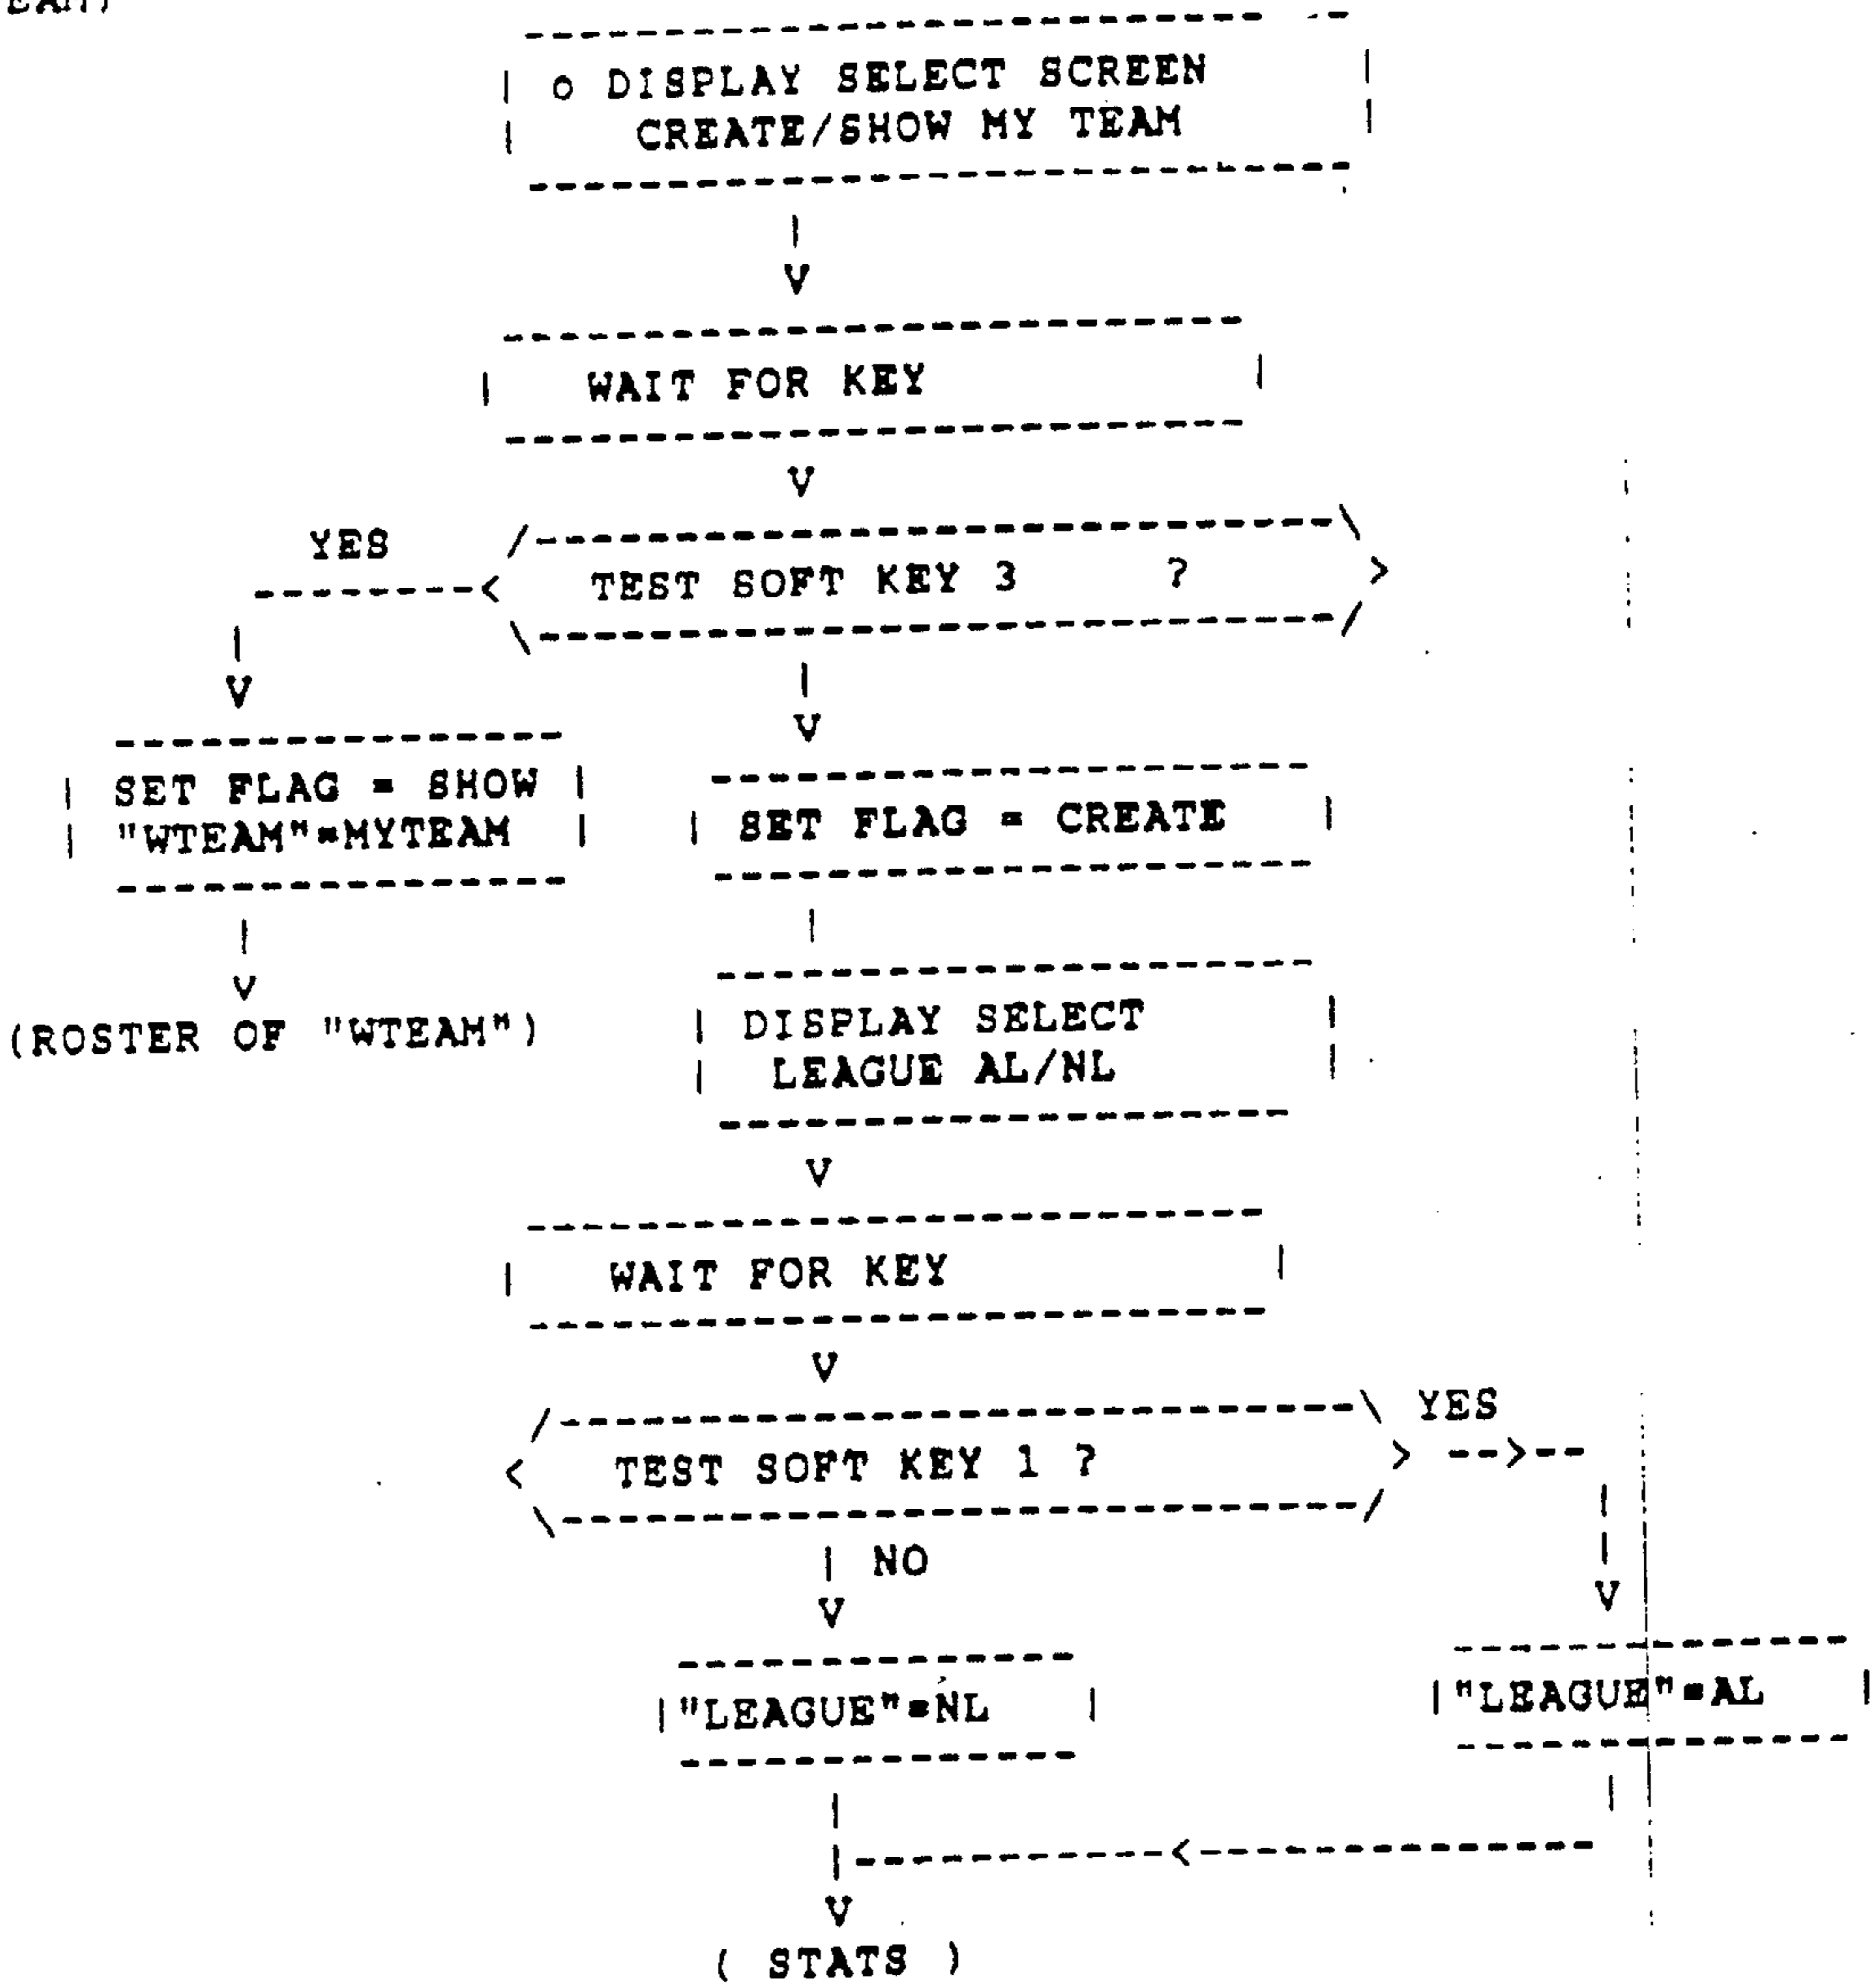 o DISPLAY SELECT SCREEN
CREATE/SHOW MY TEAM
WAIT FOR KEY
YES
TEST SOFT KEY 3 ?
SET FLAG = SHOW
"WTEAM"=MYTEAM
SET FLAG = CREATE
(ROSTER OF "WTEAM")
DISPLAY SELECT
LEAGUE AL/NL
WAIT FOR KEY
YES
TEST SOFT KEY 1 ?
NO
"LEAGUE"=NL
"LEAGUE"=AL
( STATS )